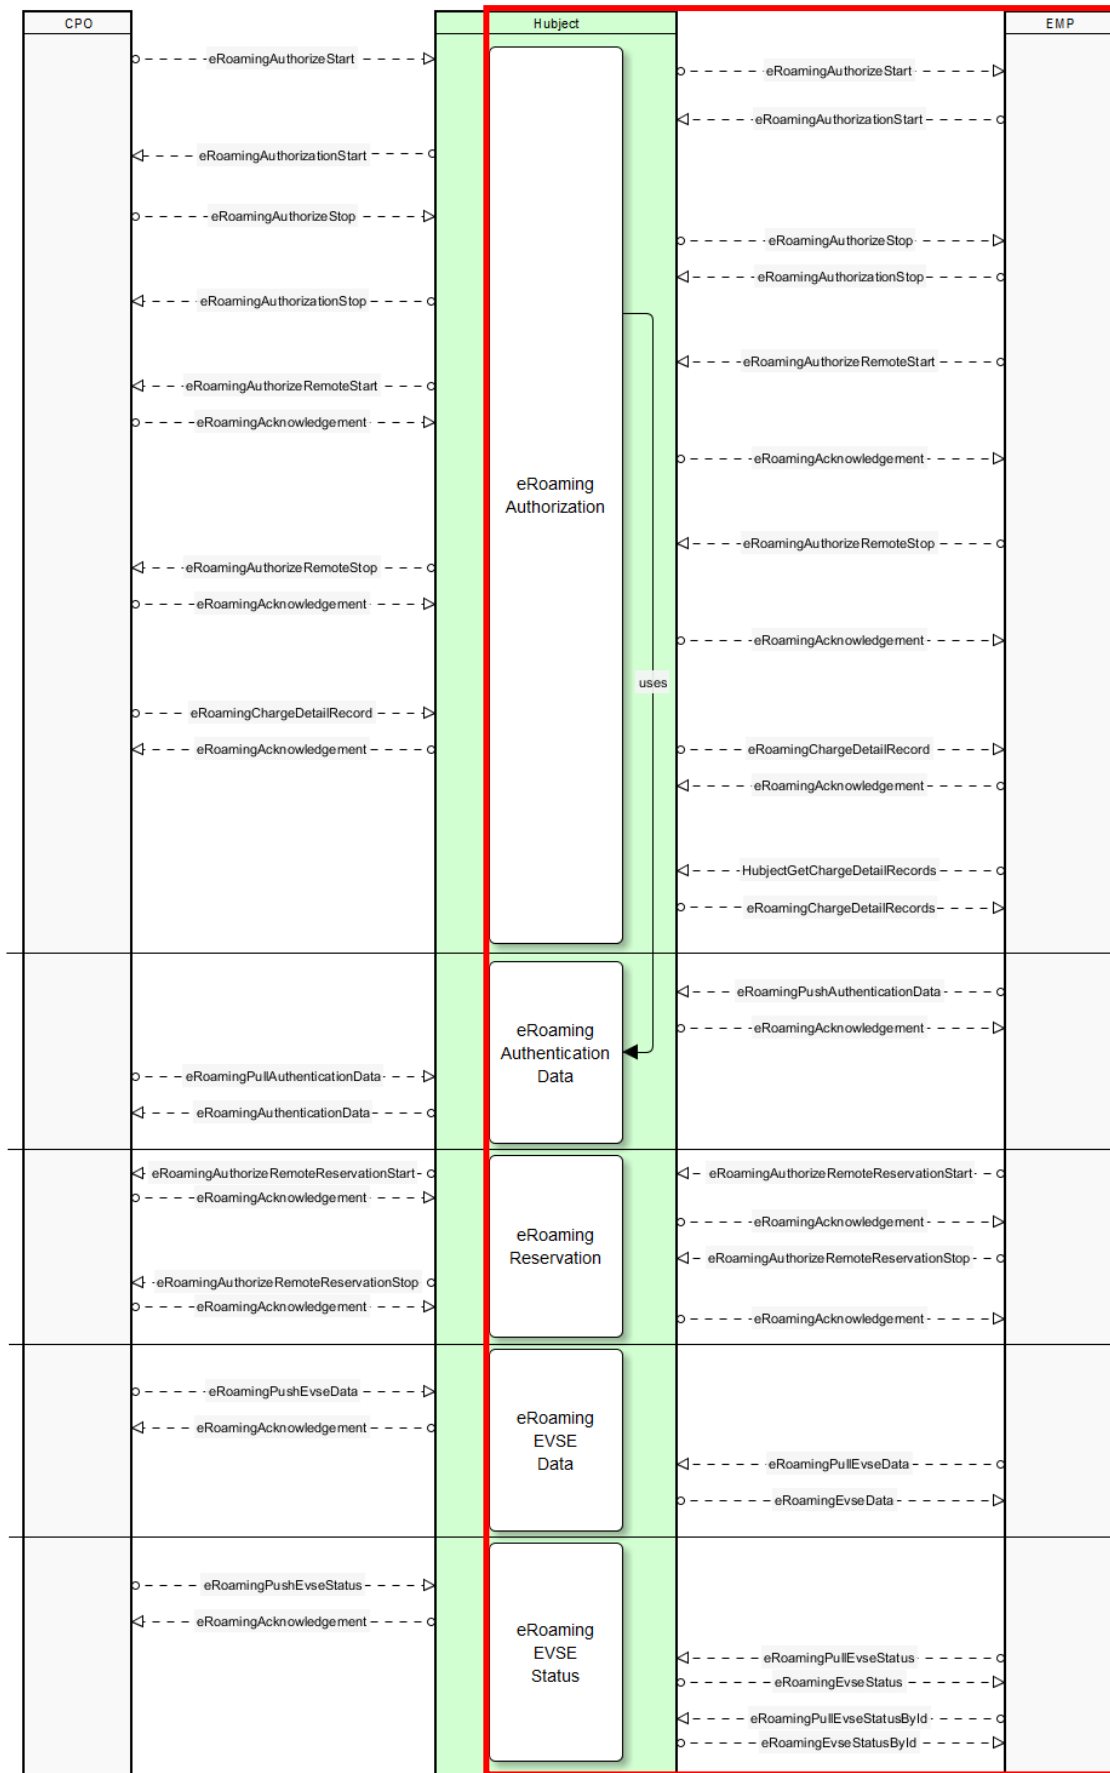 CPO
Hubject
EMP
eRoamingAuthorizeStart
eRoamingAuthorizeStart
eRoamingAuthorizationStart
eRoamingAuthorizationStart
eRoamingAuthorizeStop
eRoamingAuthorizeStop
eRoamingAuthorizationStop
eRoamingAuthorizationStop
eRoamingAuthorizeRemoteStart
eRoamingAuthorizeRemoteStart
eRoamingAcknowledgement
eRoamingAcknowledgement
eRoaming
Authorization
eRoamingAuthorizeRemoteStop
eRoamingAuthorizeRemoteStop
eRoamingAcknowledgement
eRoamingAcknowledgement
uses
eRoamingChargeDetailRecord
eRoamingAcknowledgement
eRoamingChargeDetailRecord
eRoamingAcknowledgement
HubjectGetChargeDetailRecords
eRoamingChargeDetailRecords
eRoamingPushAuthenticationData
eRoamingAcknowledgement
eRoaming
Authentication
Data
eRoamingPullAuthenticationData
eRoamingAuthenticationData
eRoamingAuthorizeRemoteReservationStart
eRoamingAuthorizeRemoteReservationStart
eRoamingAcknowledgement
eRoamingAcknowledgement
eRoaming
Reservation
eRoamingAuthorizeRemoteReservationStop
eRoamingAuthorizeRemoteReservationStop
eRoamingAcknowledgement
eRoamingAcknowledgement
eRoamingPushEvseData
eRoamingAcknowledgement
eRoaming
EVSE
Data
eRoamingPullEvseData
eRoamingEvseData
eRoamingPushEvseStatus
eRoamingAcknowledgement
eRoaming
EVSE
Status
eRoamingPullEvseStatus
eRoamingEvseStatus
eRoamingPullEvseStatusById
eRoamingEvseStatusById